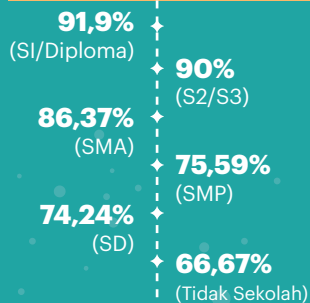 91,9%
(SI/Diploma)
90%
(S2/S3)
86,37%
(SMA)
75,59%
(SMP)
74,24%
(SD)
66,67%
(Tidak Sekolah)